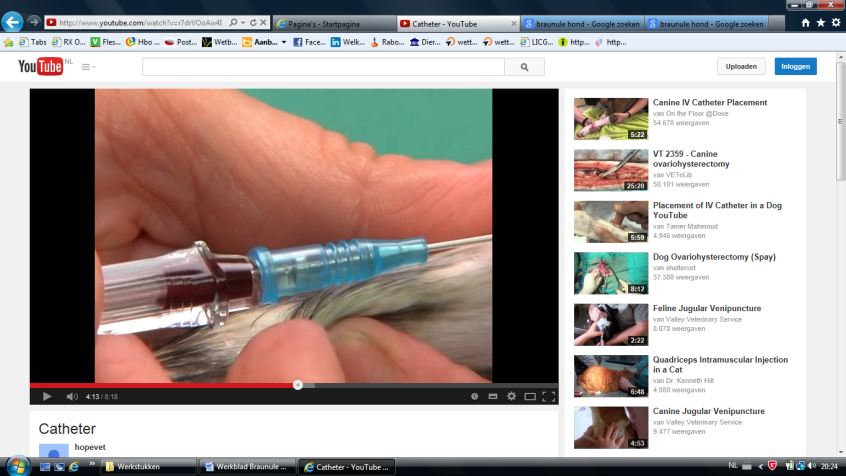 http://www.youtube.com/watch?v=r7drVOoAw4I
Pagina's - Startpagina
Catheter - YouTube
braunule hond - Google zoeken
braunule hond - Google zoeken
Tabs
RX O...
Vles...
Hbo ...
Post...
Wetb...
Aanb...
Face...
Welk...
Rabo...
Dier...
wett...
wett...
LICG...
http...
http...
YouTube NL
Uploaden
Inloggen
Canine IV Catheter Placement
van On the Floor @Dove
54.678 weergaven
5:22
VT 2359 - Canine
ovariohysterectomy
van VETeLib
50.101 weergaven
25:20
Placement of IV Catheter in a Dog
YouTube
van Tamer Mahmoud
4.946 weergaven
5:59
Dog Ovariohysterectomy (Spay)
van sheltervet
37.380 weergaven
8:12
Feline Jugular Venipuncture
van Valley Veterinary Service
8.078 weergaven
2:22
Quadriceps Intramuscular Injection
in a Cat
van Dr. Kenneth Hill
4.080 weergaven
6:48
Canine Jugular Venipuncture
van Valley Veterinary Service
9.477 weergaven
4:53
4:13 / 8:18
Catheter
hopevet
Werkstukken
Werkblad Braunule ...
Catheter - YouTube ...
NL
20:24